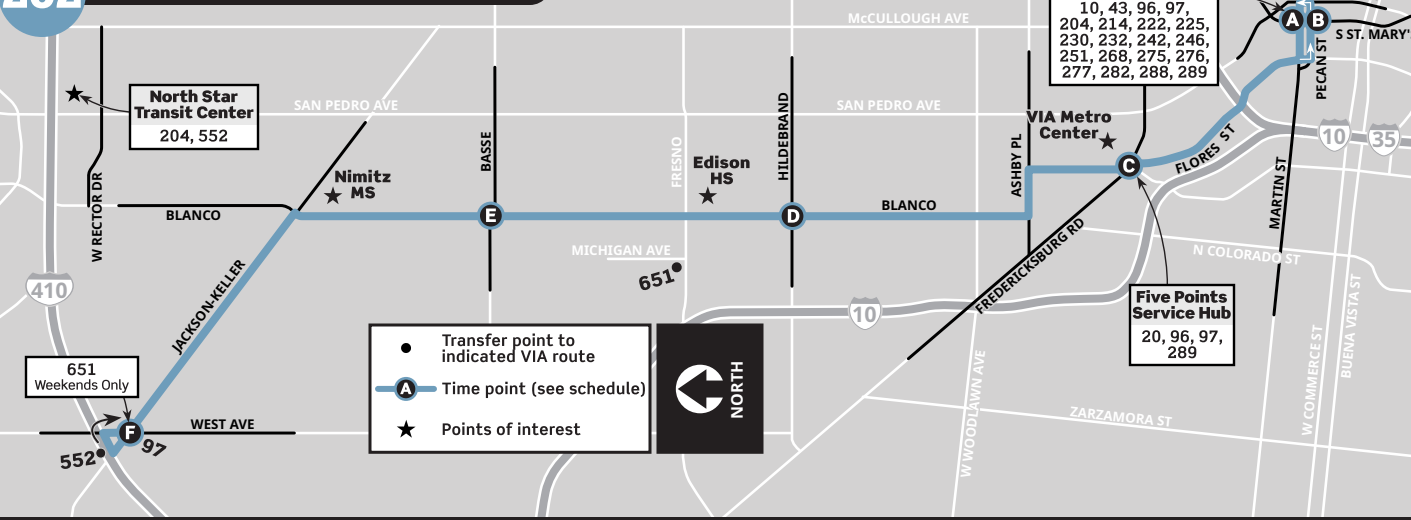 McCULLOUGH AVE
10, 43, 96, 97,
204, 214, 222, 225,
230, 232, 242, 246,
251, 268, 275, 276,
277, 282, 288, 289
A
B
S ST. MARY'S
PECAN ST
North Star
Transit Center
204, 552
SAN PEDRO AVE
SAN PEDRO AVE
BASSE
FRESNO
HILDEBRAND
ASHBY PL
VIA Metro
Center
FLORES ST
10
35
MARTIN ST
Nimitz
MS
Edison
HS
C
W RECTOR DR
BLANCO
E
D
BLANCO
MICHIGAN AVE
651
410
JACKSON-KELLER
FREDERICKSBURG RD
N COLORADO ST
10
Five Points
Service Hub
20, 96, 97,
289
BUENA VISTA ST
W COMMERCE ST
W WOODLAWN AVE
ZARZAMORA ST
651
Weekends Only
WEST AVE
F
97
552
Transfer point to
indicated VIA route
A
Time point (see schedule)
Points of interest
NORTH